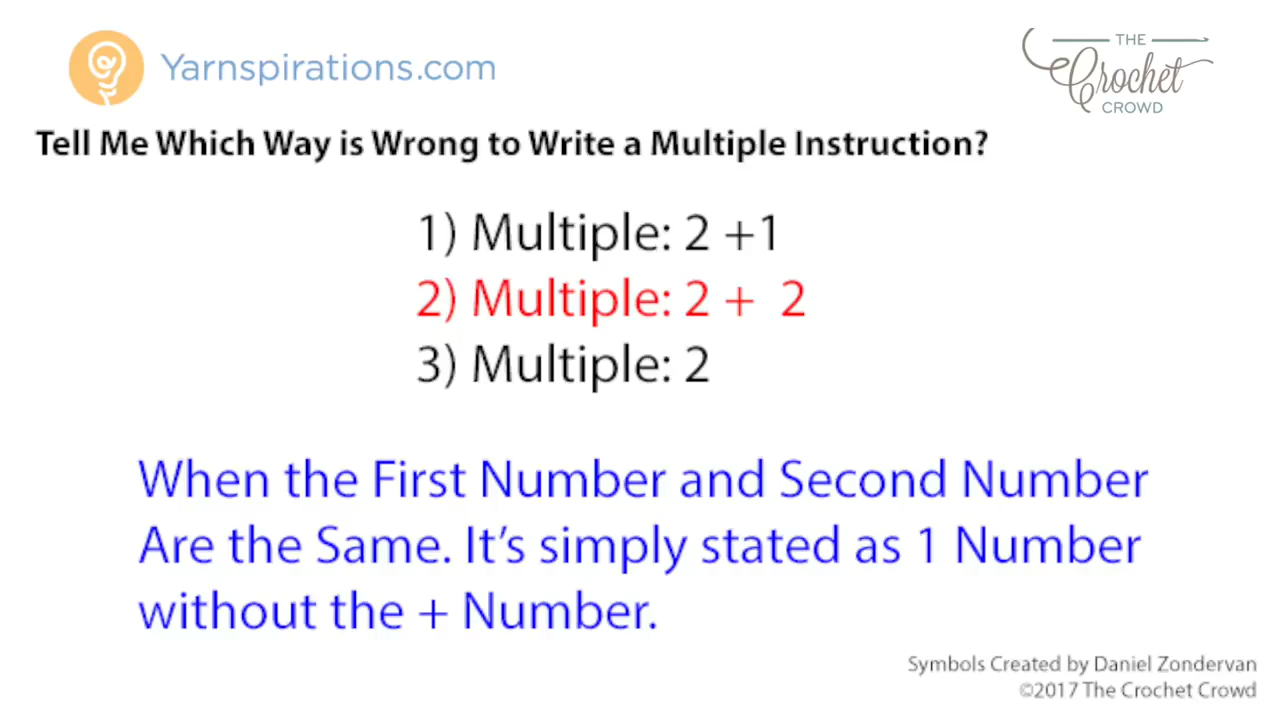 Yarnspirations.com
THE
Crochet
CROWD
Tell Me Which Way is Wrong to Write a Multiple Instruction?
1) Multiple: 2 +1
2) Multiple: 2 + 2
3) Multiple: 2
When the First Number and Second Number
Are the Same. It's simply stated as 1 Number
without the + Number.
Symbols Created by Daniel Zondervan
©2017 The Crochet Crowd